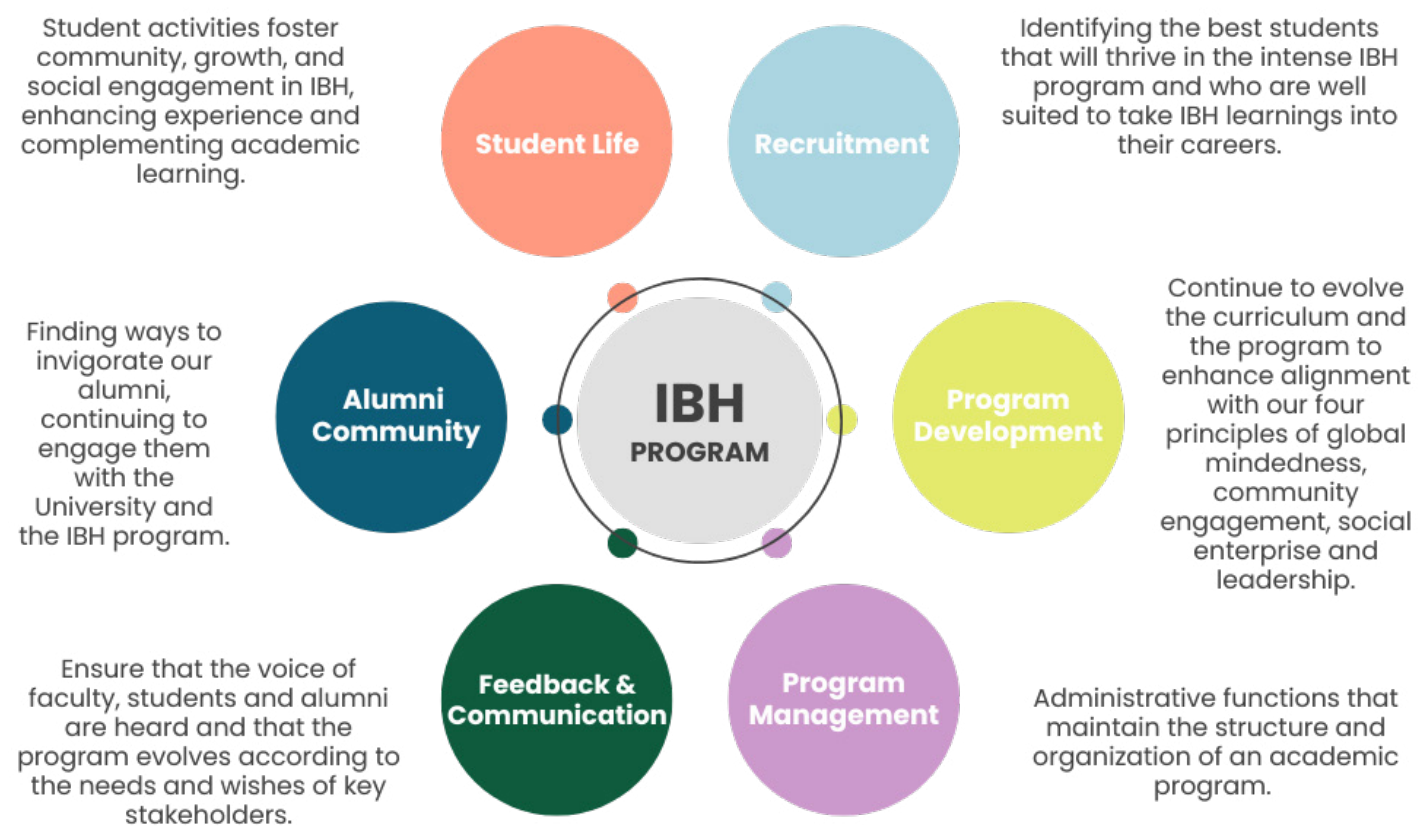 Student activities foster
community, growth, and
social engagement in IBH,
enhancing experience and
complementing academic
learning.
Student Life
Recruitment
Identifying the best students
that will thrive in the intense IBH
program and who are well
suited to take IBH learnings into
their careers.
Finding ways to
invigorate our
alumni,
continuing to
engage them
with the
University and
the IBH program.
Alumni
Community
IBH
PROGRAM
Program
Development
Continue to evolve
the curriculum and
the program to
enhance alignment
with our four
principles of global
mindedness,
community
engagement, social
enterprise and
leadership.
Ensure that the voice of
faculty, students and alumni
are heard and that the
program evolves according to
the needs and wishes of key
stakeholders.
Feedback &
Communication
Program
Management
Administrative functions that
maintain the structure and
organization of an academic
program.